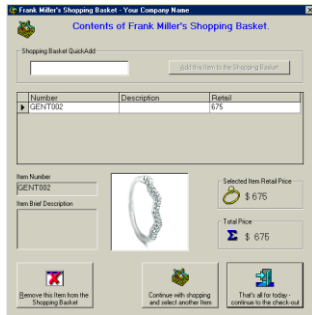 Frank Miller's Shopping Basket - Your Company Name
Contents of Frank Miller's Shopping Basket.
Shopping Basket QuickAdd
Add this Item to the Shopping Basket
Number Description Retail
GENT002 675
Item Number
GENT002
Item Brief Description
Selected Item Retail Price
$ 675
Total Price
Σ $ 675
Remove this Item from the
Shopping Basket
Continue with shopping
and select another Item
That's all for today -
continue to the check-out